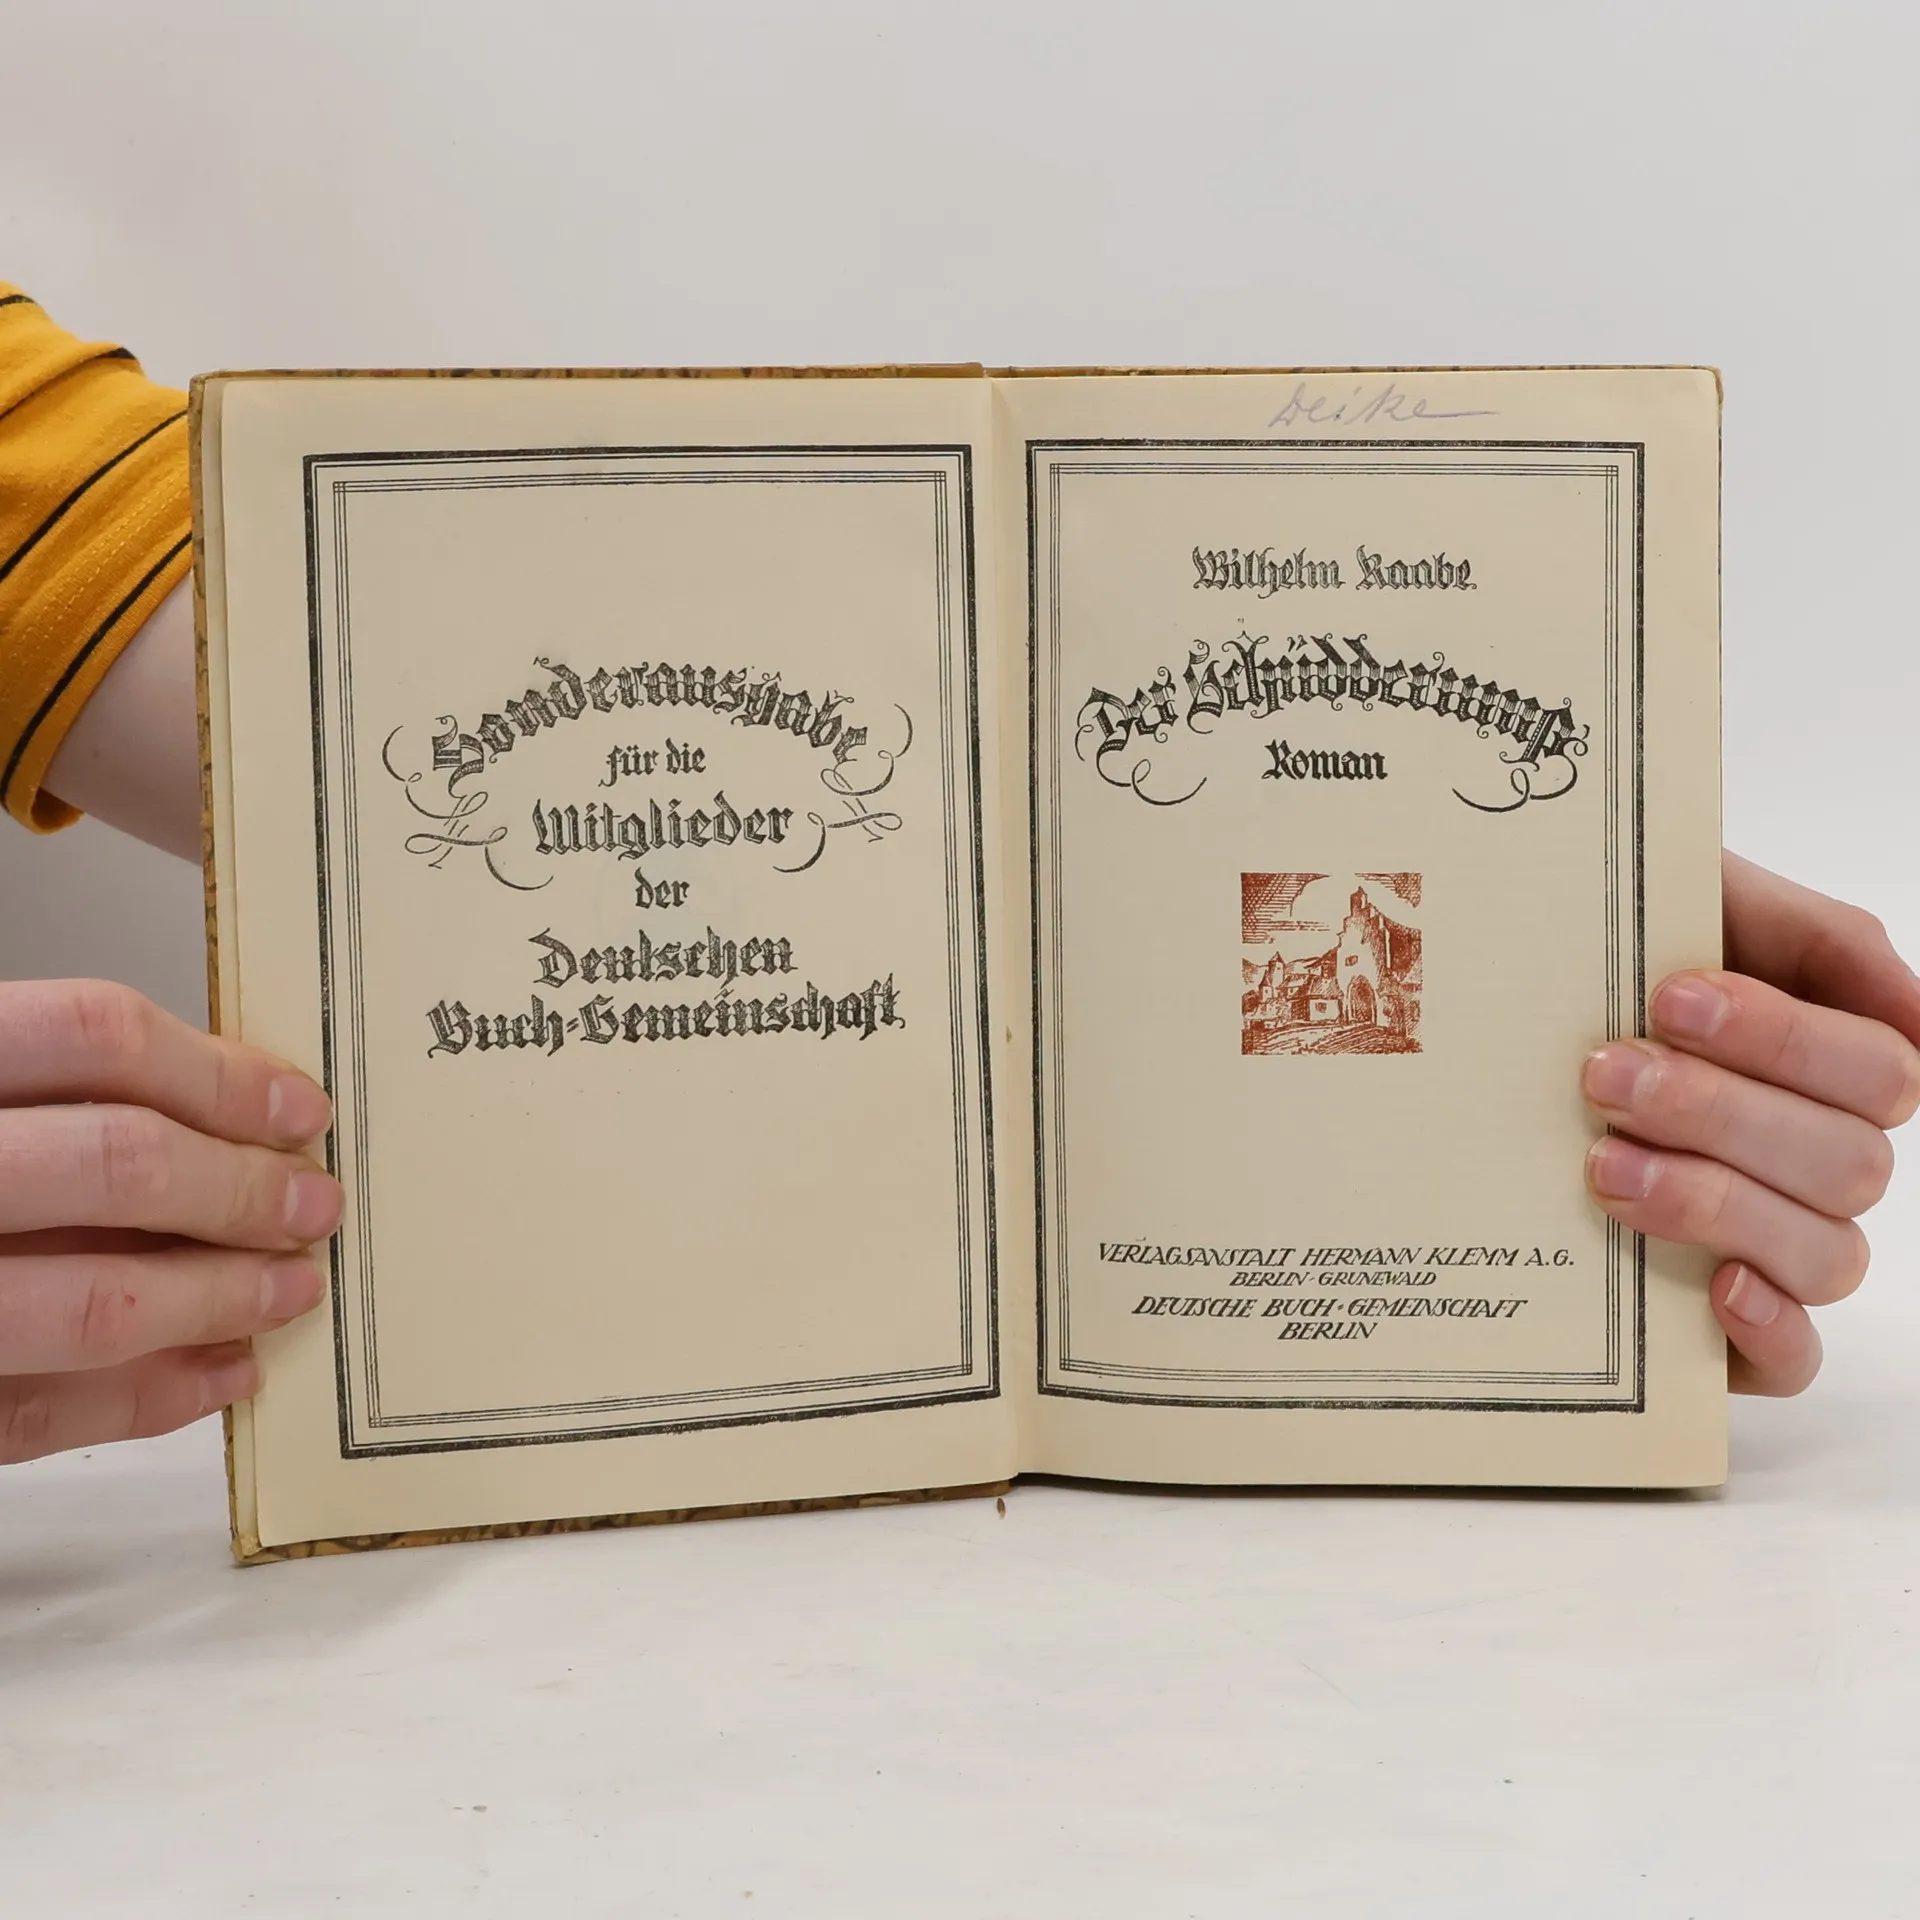 Sonderausgabe
für die
Mitglieder
der
Deutschen
Buch-Gemeinschaft
Deike
Wilhelm Raabe
Der Schüdderump
Roman
VERLAGSANSTALT HERMANN KLEMM A.G.
BERLIN-GRUNEWALD
DEUTSCHE BUCH-GEMEINSCHAFT
BERLIN